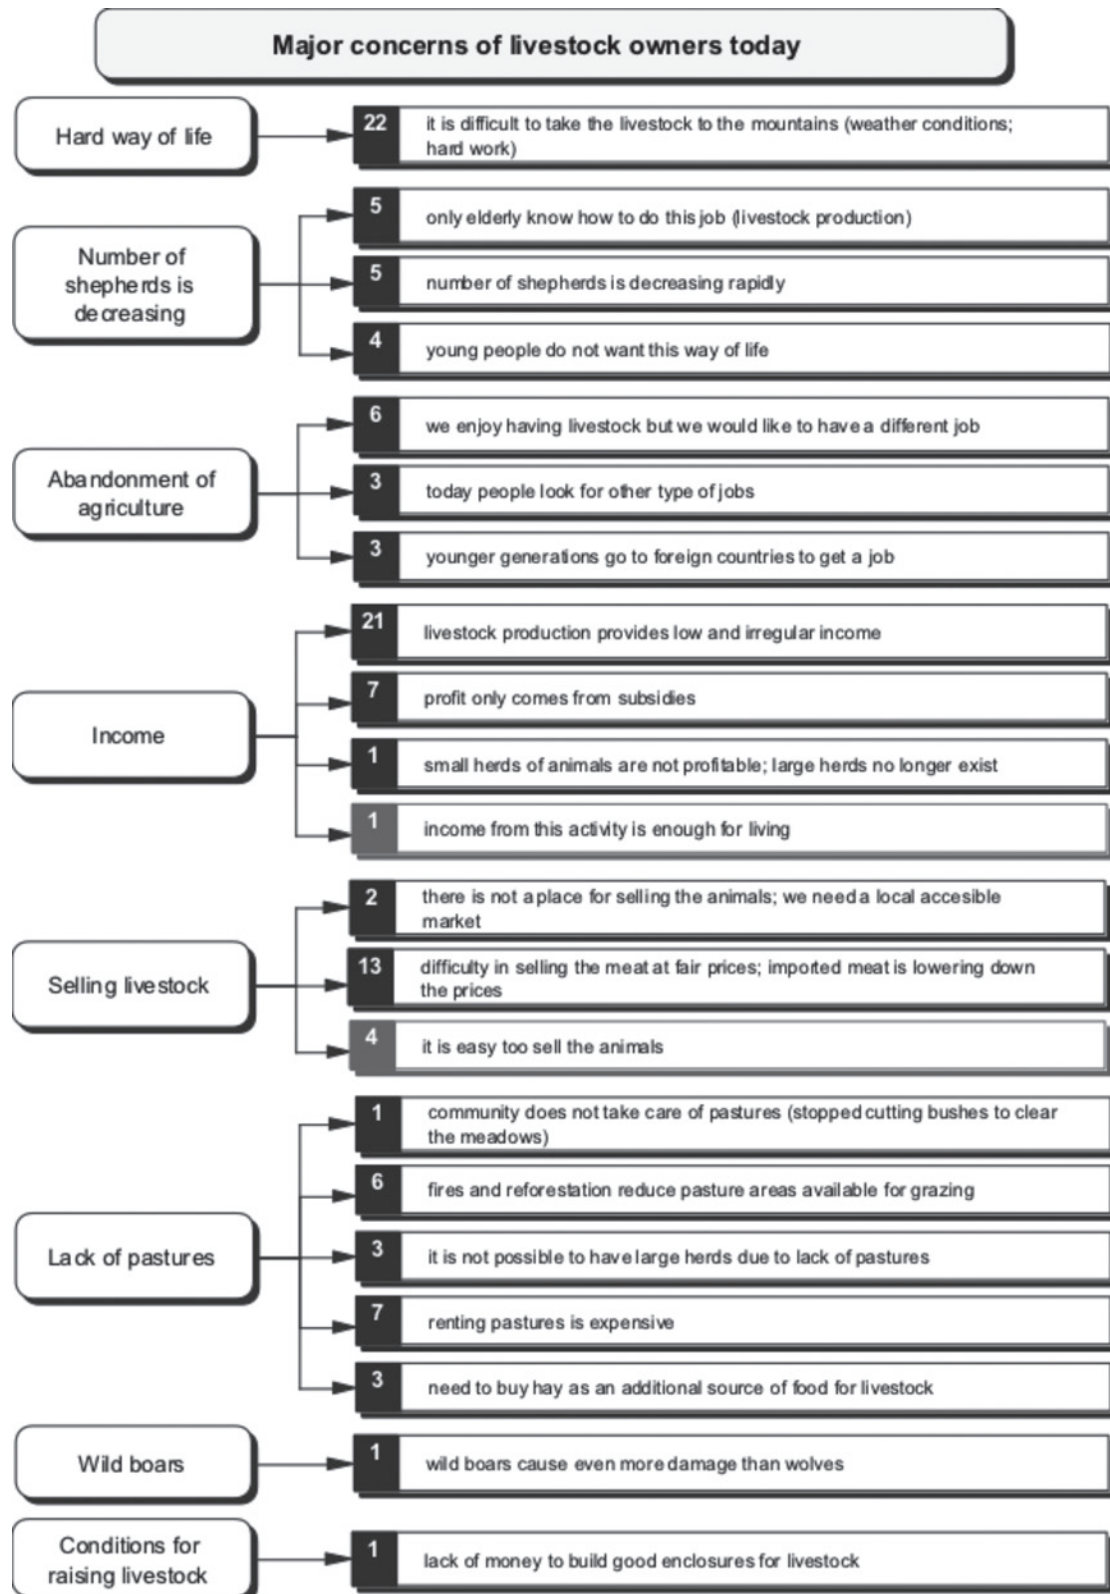 Major concerns of livestock owners today
Hard way of life
22
it is difficult to take the livestock to the mountains (weather conditions;
hard work)
Number of
shepherds is
decreasing
5
only elderly know how to do this job (livestock production)
5
number of shepherds is decreasing rapidly
4
young people do not want this way of life
Abandonment of
agriculture
6
we enjoy having livestock but we would like to have a different job
3
today people look for other type of jobs
3
younger generations go to foreign countries to get a job
Income
21
livestock production provides low and irregular income
7
profit only comes from subsidies
1
small herds of animals are not profitable; large herds no longer exist
1
income from this activity is enough for living
Selling livestock
2
there is not a place for selling the animals; we need a local accesible
market
13
difficulty in selling the meat at fair prices; imported meat is lowering down
the prices
4
it is easy too sell the animals
Lack of pastures
1
community does not take care of pastures (stopped cutting bushes to clear
the meadows)
6
fires and reforestation reduce pasture areas available for grazing
3
it is not possible to have large herds due to lack of pastures
7
renting pastures is expensive
3
need to buy hay as an additional source of food for livestock
Wild boars
1
wild boars cause even more damage than wolves
Conditions for
raising livestock
1
lack of money to build good enclosures for livestock